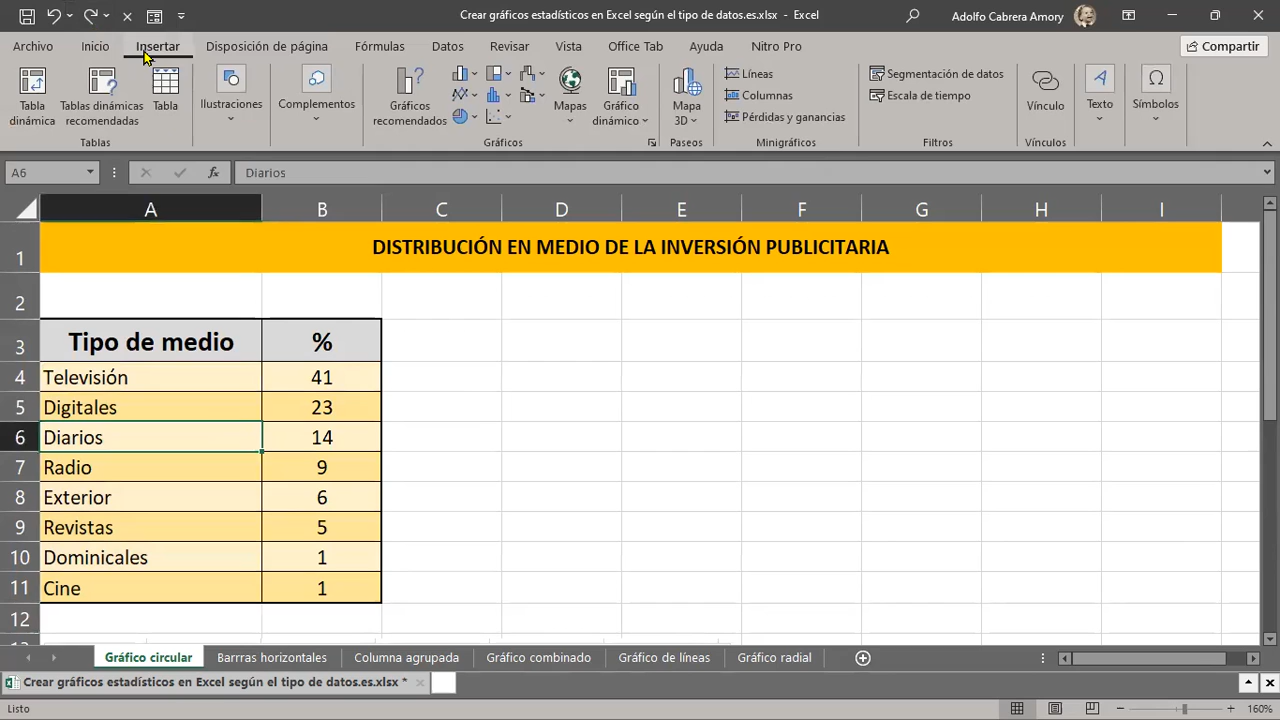 Crear gráficos estadísticos en Excel según el tipo de datos.es.xlsx - Excel
Adolfo Cabrera Amory
Archivo Inicio Insertar Disposición de página Fórmulas Datos Revisar Vista Office Tab Ayuda Nitro Pro
Compartir
Tabla dinámica
Tablas dinámicas recomendadas
Tabla
Tablas
Ilustraciones
Complementos
Gráficos recomendados
Mapas
Gráfico dinámico
Gráficos
Mapa 3D
Paseos
Líneas
Columnas
Pérdidas y ganancias
Minigráficos
Segmentación de datos
Escala de tiempo
Filtros
Vínculo
Vínculos
Texto
Símbolos
A6
fx
Diarios
A B C D E F G H I
1 DISTRIBUCIÓN EN MEDIO DE LA INVERSIÓN PUBLICITARIA
2
3 Tipo de medio %
4 Televisión 41
5 Digitales 23
6 Diarios 14
7 Radio 9
8 Exterior 6
9 Revistas 5
10 Dominicales 1
11 Cine 1
12
Gráfico circular Barrras horizontales Columna agrupada Gráfico combinado Gráfico de líneas Gráfico radial
Crear gráficos estadísticos en Excel según el tipo de datos.es.xlsx *
Listo
160%